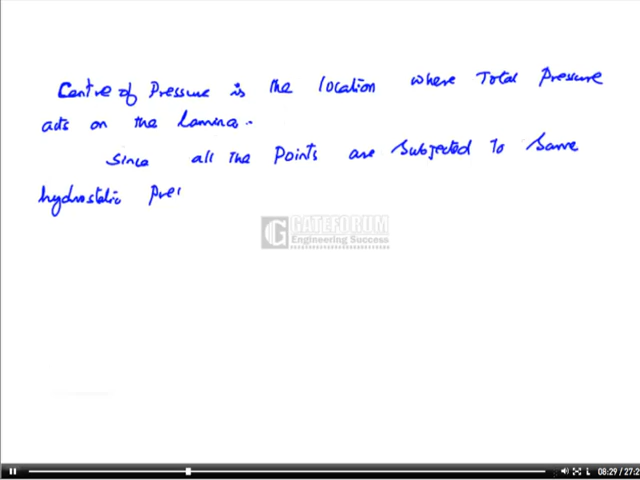 Centre of Pressure is the location where Total Pressure
acts on the Lamina.
Since all the Points are Subjected To Same
hydrostatic Pres
GATEFORUM
Engineering Success
08:29 / 27:2